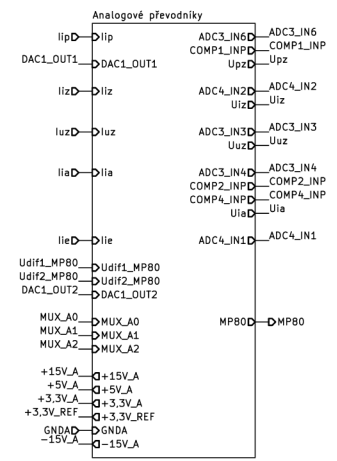 Analogové převodníky
Iip Iip ADC3_IN6 ADC3_IN6
COMP1_INP COMP1_INP
DAC1_OUT1 DAC1_OUT1 Upz Upz
Iiz Iiz ADC4_IN2 ADC4_IN2
Uiz Uiz
Iuz Iuz ADC3_IN3 ADC3_IN3
Uuz Uuz
Iia Iia ADC3_IN4 ADC3_IN4
COMP2_INP COMP2_INP
COMP4_INP COMP4_INP
Uia Uia
Iie Iie ADC4_IN1 ADC4_IN1
Udif1_MP80 Udif1_MP80
Udif2_MP80 Udif2_MP80
DAC1_OUT2 DAC1_OUT2
MUX_A0 MUX_A0 MP80 MP80
MUX_A1 MUX_A1
MUX_A2 MUX_A2
+15V_A +15V_A
+5V_A +5V_A
+3,3V_A +3,3V_A
+3,3V_REF +3,3V_REF
GNDA GNDA
-15V_A -15V_A